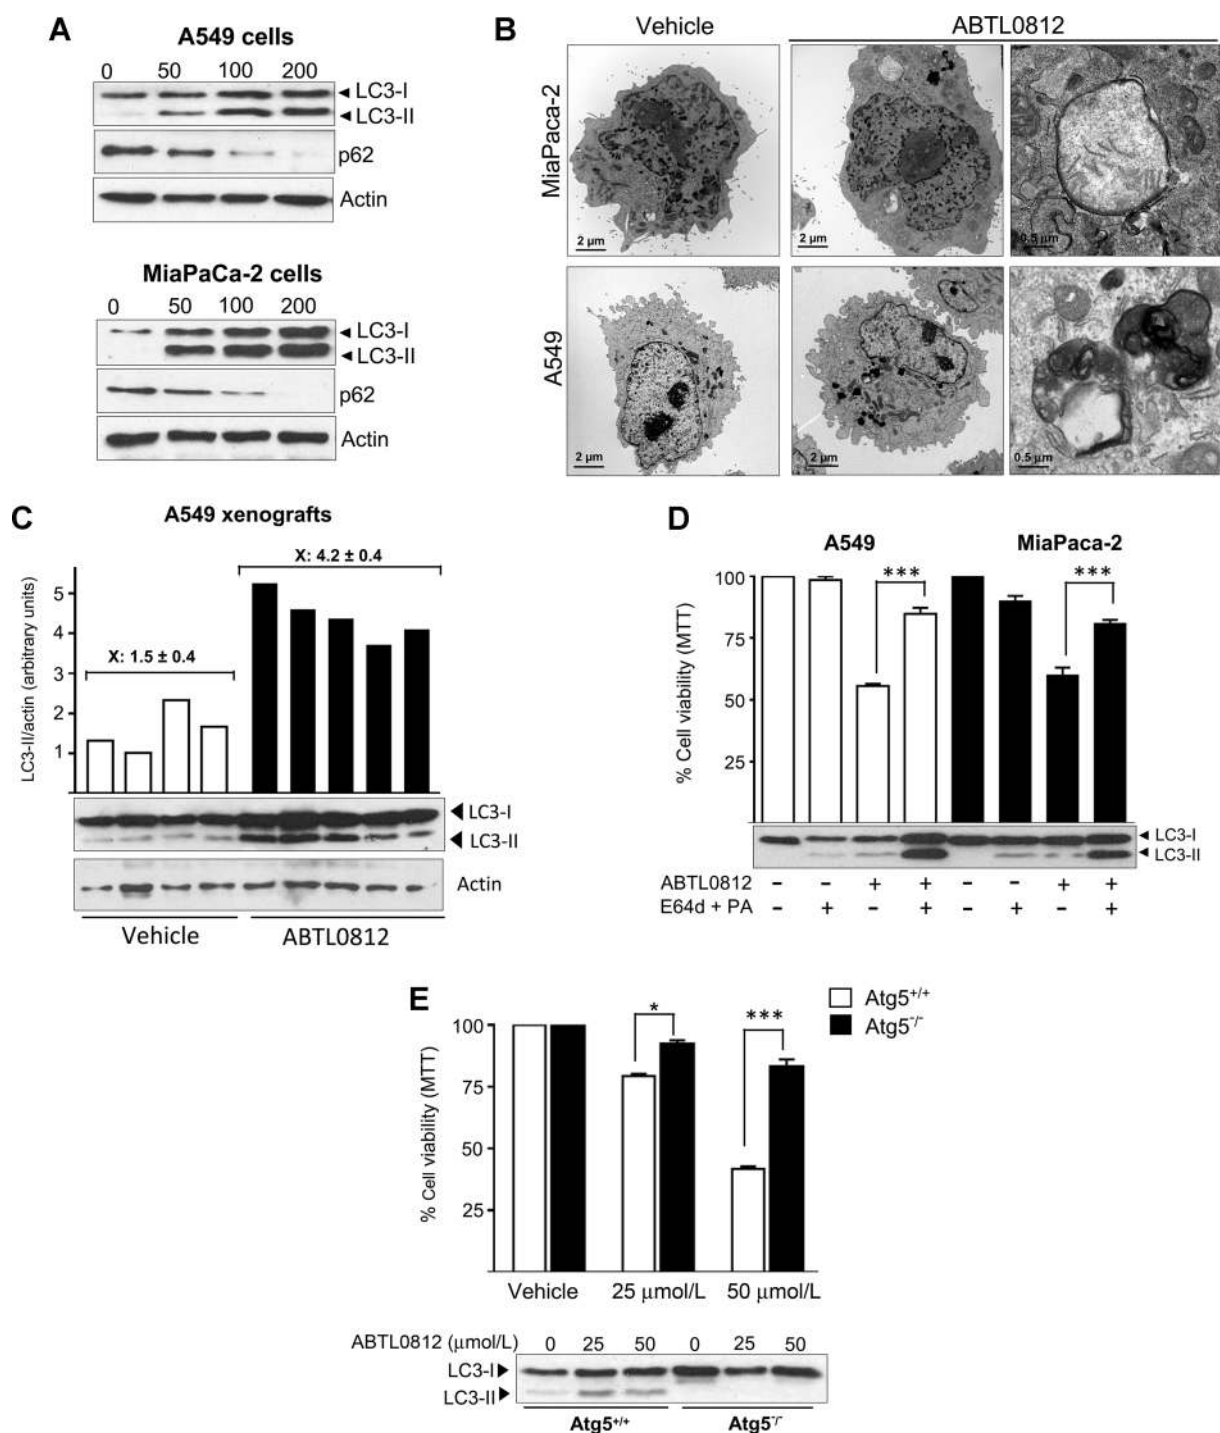 A
A549 cells
0 50 100 200
LC3-I
LC3-II
p62
Actin
MiaPaCa-2 cells
0 50 100 200
LC3-I
LC3-II
p62
Actin
B
Vehicle ABTL0812
MiaPaca-2
2 µm 2 µm 0.5 µm
A549
2 µm 2 µm 0.5 µm
C
A549 xenografts
X: 4.2 ± 0.4
X: 1.5 ± 0.4
LC3-II/actin (arbitrary units)
5
4
3
2
1
LC3-I
LC3-II
Actin
Vehicle ABTL0812
D
A549 MiaPaca-2
*** ***
% Cell viability (MTT)
100
75
50
25
LC3-I
LC3-II
ABTL0812 - - + + - - + +
E64d + PA - + - + - + - +
E
Atg5+/+
Atg5-/-
* ***
% Cell viability (MTT)
100
75
50
25
Vehicle 25 µmol/L 50 µmol/L
ABTL0812 (µmol/L) 0 25 50 0 25 50
LC3-I
LC3-II
Atg5+/+ Atg5-/-